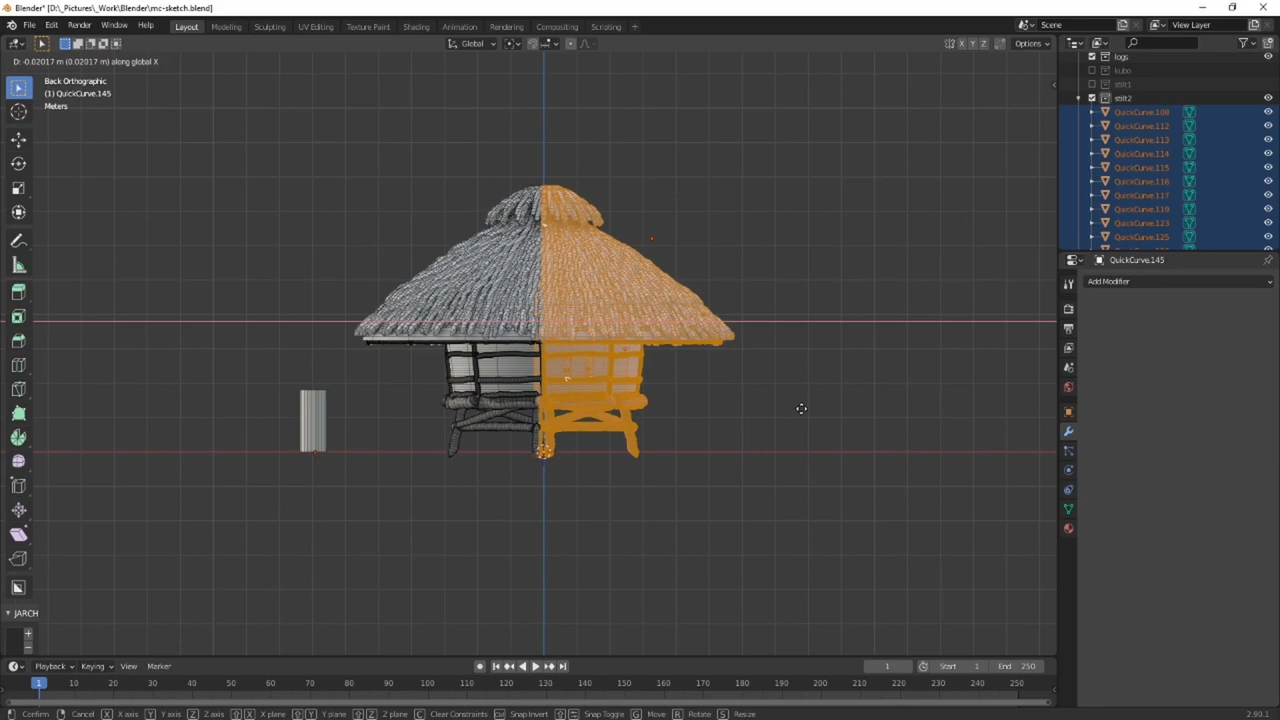 Blender* [D:\_Pictures\_Work\Blender\mc-sketch.blend]
File Edit Render Window Help Layout Modeling Sculpting UV Editing Texture Paint Shading Animation Rendering Compositing Scripting + Scene View Layer
Global X Y Z Options
D: -0.02017 m (0.02017 m) along global X
Back Orthographic
(1) QuickCurve.145
Meters
logs
kubo
stilt1
stilt2
QuickCurve.108
QuickCurve.112
QuickCurve.113
QuickCurve.114
QuickCurve.115
QuickCurve.116
QuickCurve.117
QuickCurve.119
QuickCurve.123
QuickCurve.125
QuickCurve.145
Add Modifier
JARCH
Playback Keying View Marker 1 Start 1 End 250
1 10 20 30 40 50 60 70 80 90 100 110 120 130 140 150 160 170 180 190 200 210 220 230 240 250
Confirm Cancel X X axis Y Y axis Z Z axis X X plane Y Y plane Z Z plane C Clear Constraints Snap Invert Snap Toggle G Move R Rotate S Resize 2.90.1